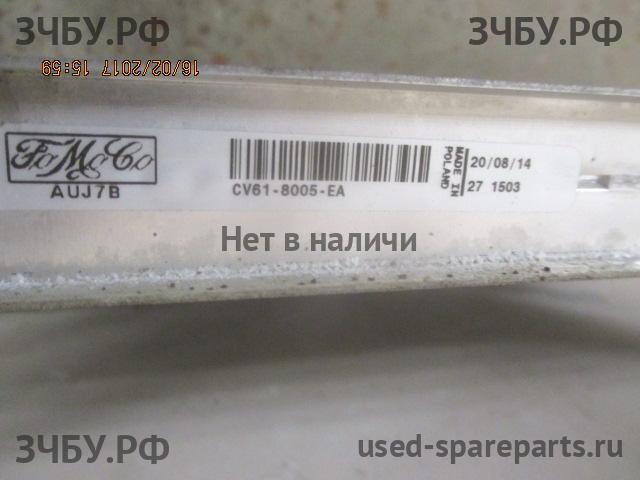 ЗЧБУ.РФ
ЗЧБУ.РФ
16/02/2017 15:59
FoMoCo
AUJ7B
CV61-8005-EA
MADE IN
POLAND
20/08/14
27 1503
Нет в наличи
ЗЧБУ.РФ
used-spareparts.ru